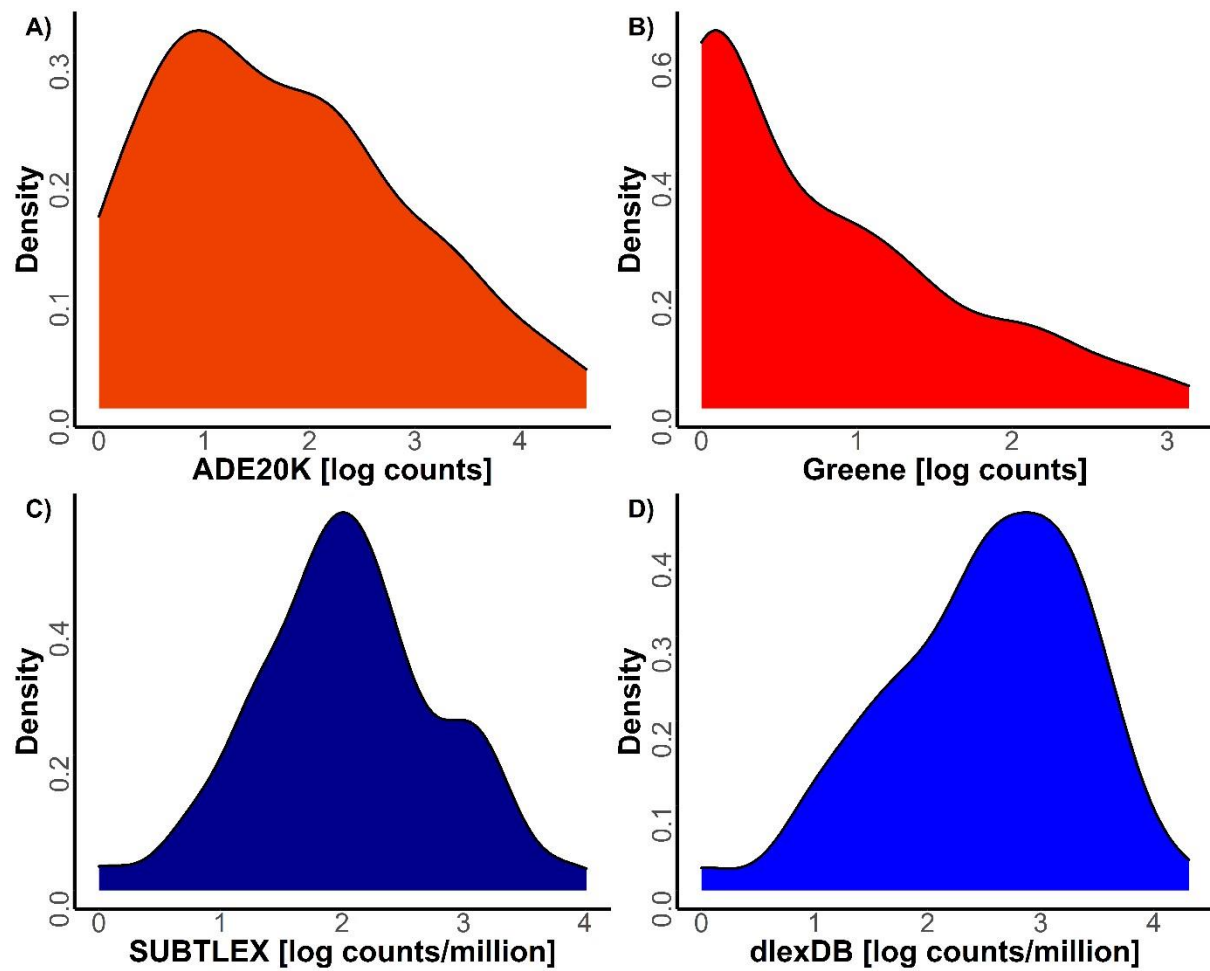 A)
Density
0.0 0.1 0.2 0.3
0 1 2 3 4
ADE20K [log counts]
B)
Density
0.0 0.2 0.4 0.6
0 1 2 3
Greene [log counts]
C)
Density
0.0 0.2 0.4
0 1 2 3 4
SUBTLEX [log counts/million]
D)
Density
0.0 0.1 0.2 0.3 0.4
0 1 2 3 4
dlexDB [log counts/million]